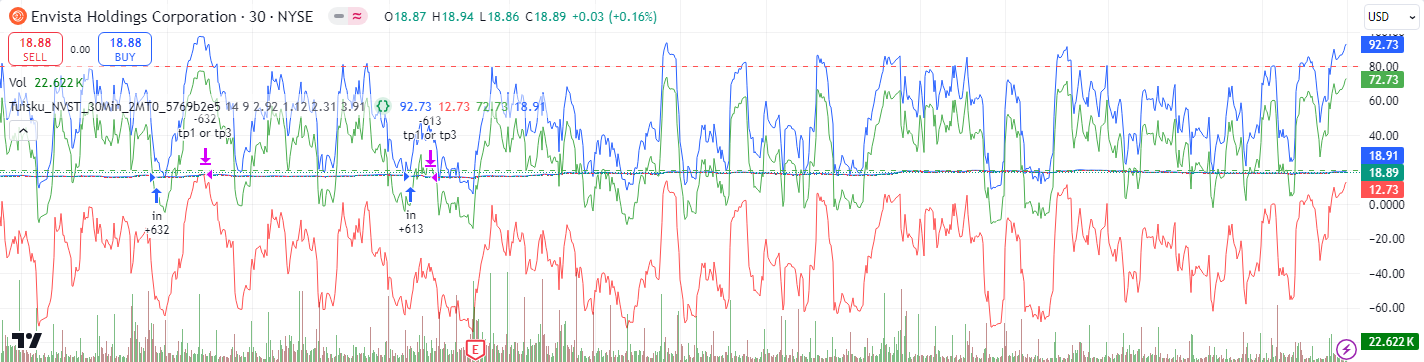 Envista Holdings Corporation · 30 · NYSE
O18.87 H18.94 L18.86 C18.89 +0.03 (+0.16%)
USD
18.88
SELL
0.00
18.88
BUY
Vol 22.622 K
Tuisku_NVST_30Min_2MT0_5769b2e5 14 9 2.92 1.12 2.31 3.91 92.73 12.73 72.73 18.91
-632
tp1 or tp3
-613
tp1 or tp3
in
+632
in
+613
E
92.73
80.00
72.73
60.00
40.00
18.91
18.89
12.73
0.0000
−20.00
−40.00
−60.00
22.622 K